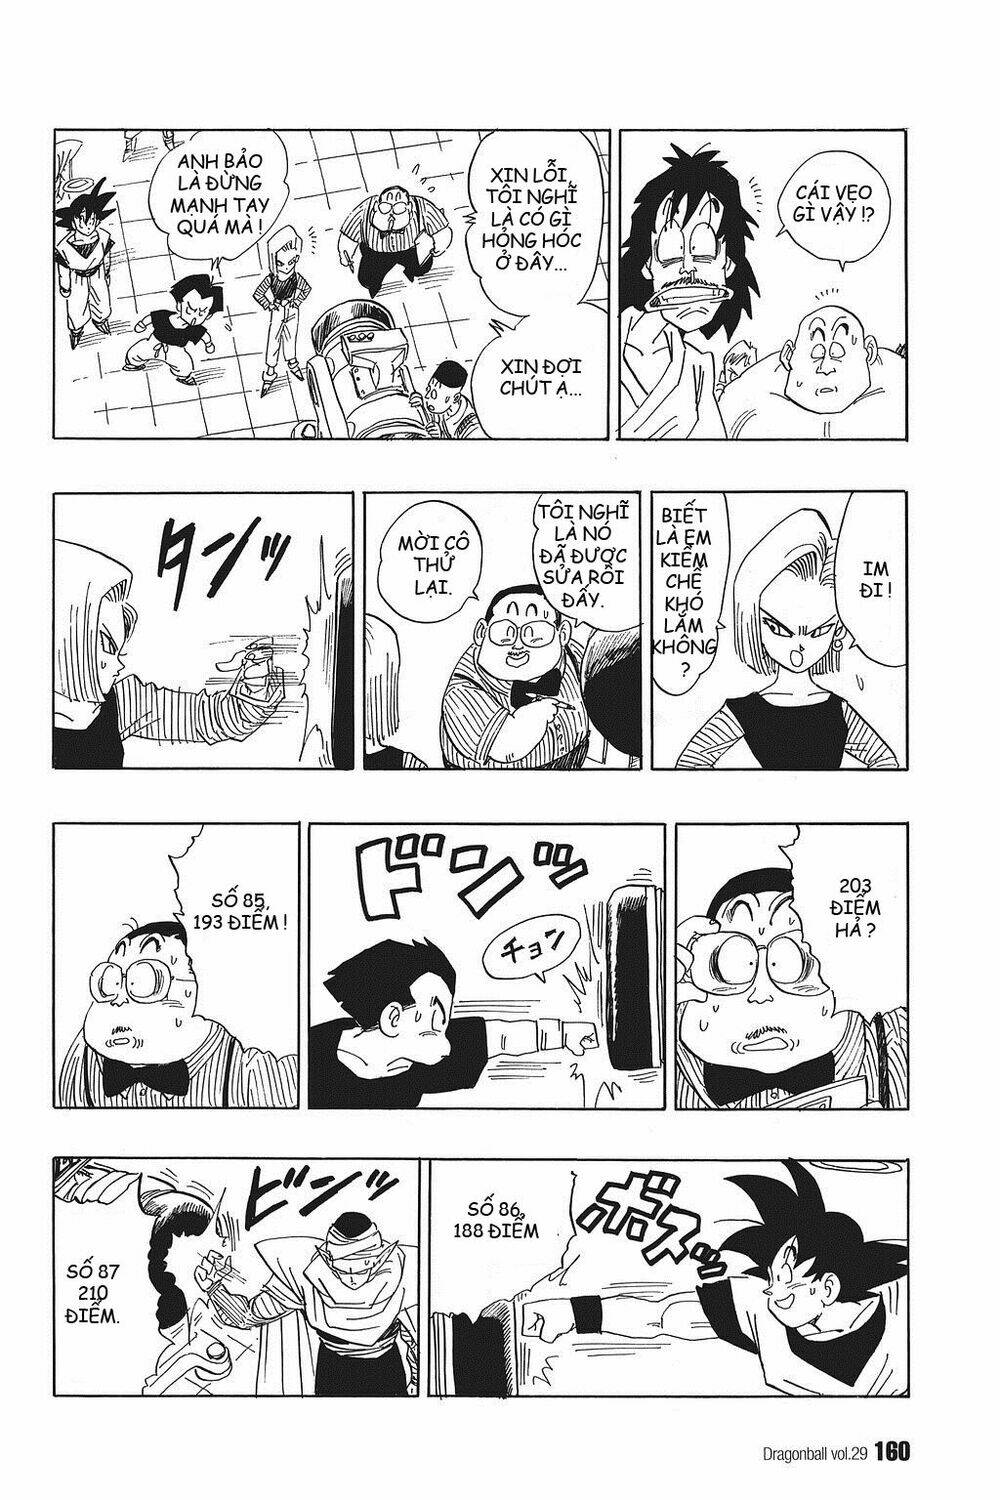 CÁI VẸO
GÌ VẬY !?
XIN LỖI,
TÔI NGHĨ
LÀ CÓ GÌ
HỎNG HÓC
Ở ĐÂY...
XIN ĐỢI
CHÚT Ạ...
ANH BẢO
LÀ ĐỪNG
MẠNH TAY
QUÁ MÀ !
IM
ĐI !
BIẾT
LÀ EM
KIỀM
CHẾ
KHÓ
LẮM
KHÔNG
?
TÔI NGHĨ
LÀ NÓ
ĐÃ ĐƯỢC
SỬA RỒI
ĐẤY.
MỜI CÔ
THỬ
LẠI.
タンッ
203
ĐIỂM
HẢ ?
ドンッ
チョン
SỐ 85,
193 ĐIỂM !
ボスッ
SỐ 86,
188 ĐIỂM
ビンッ
SỐ 87
210
ĐIỂM.
Dragonball vol.29 160